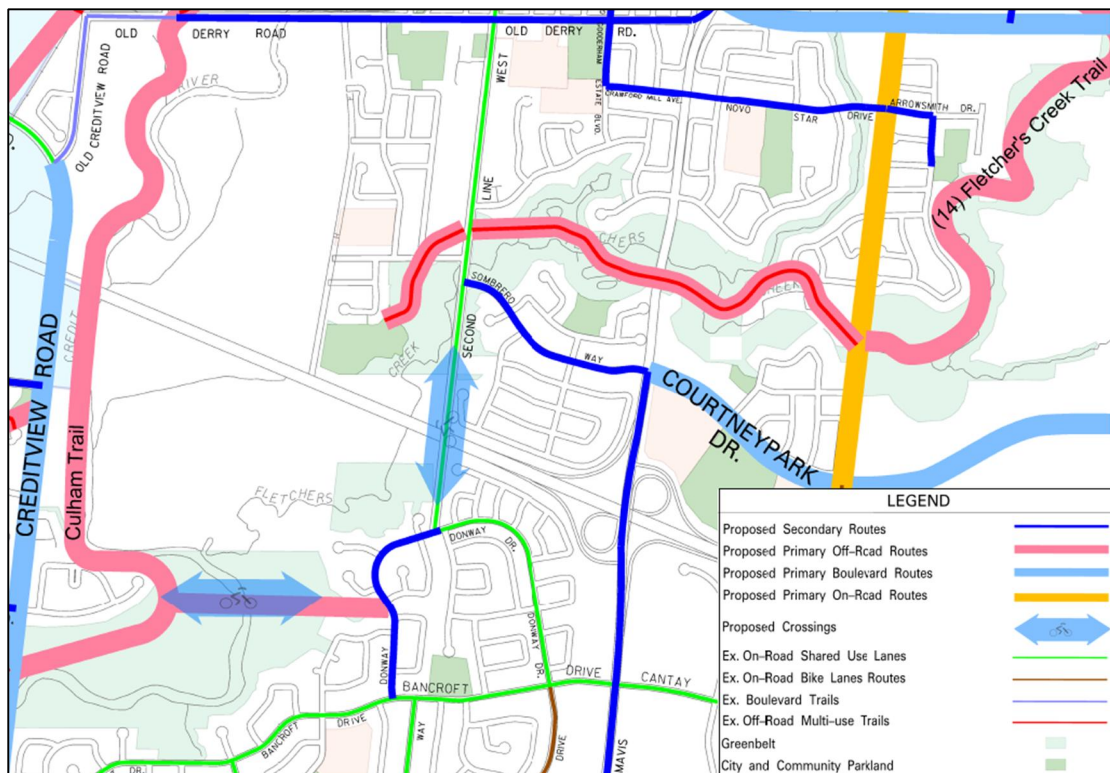 OLD DERRY ROAD
OLD DERRY RD.
OLD CREDITVIEW ROAD
RIVER
WEST
GOODERHAM ESTATE BLVD.
CRAWFORD MILL AVE.
NOVO STAR DRIVE
ARROWSMITH DR.
(14) Fletcher's Creek Trail
LINE
SECOND
SOMBRERO WAY
CREEK
CREDIT
CREDITVIEW ROAD
Culham Trail
COURTNEYPARK DR.
FLETCHERS
DONWAY DR.
DONWAY DR.
DONWAY
BANCROFT DRIVE
CANTAY
BANCROFT DRIVE
WAY
DRIVE
MAVIS
DR.
LEGEND
Proposed Secondary Routes
Proposed Primary Off-Road Routes
Proposed Primary Boulevard Routes
Proposed Primary On-Road Routes
Proposed Crossings
Ex. On-Road Shared Use Lanes
Ex. On-Road Bike Lanes Routes
Ex. Boulevard Trails
Ex. Off-Road Multi-use Trails
Greenbelt
City and Community Parkland